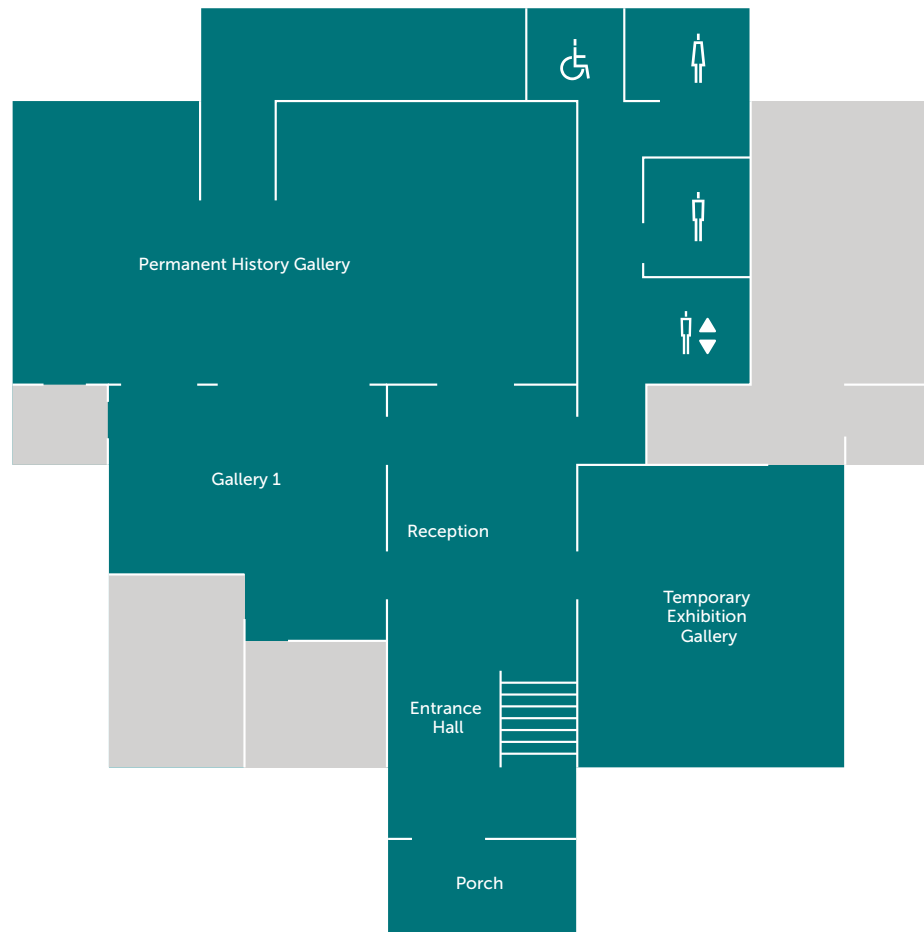 Permanent History Gallery
Gallery 1
Reception
Temporary
Exhibition
Gallery
Entrance
Hall
Porch